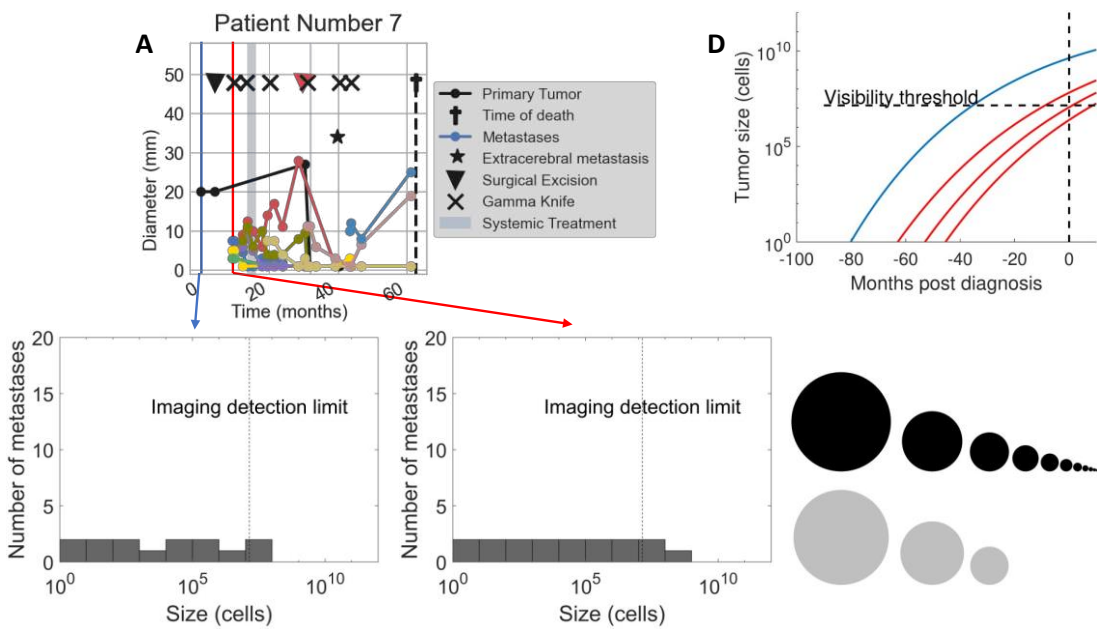 Patient Number 7
A
Diameter (mm)
50
40
30
20
10
0
0
20
40
60
Time (months)
Primary Tumor
Time of death
Metastases
Extracerebral metastasis
Surgical Excision
Gamma Knife
Systemic Treatment
D
Tumor size (cells)
10^10
10^5
10^0
Visibility threshold
-100
-80
-60
-40
-20
0
Months post diagnosis
Number of metastases
20
15
10
5
0
Imaging detection limit
10^0
10^5
10^10
Size (cells)
Number of metastases
20
15
10
5
0
Imaging detection limit
10^0
10^5
10^10
Size (cells)